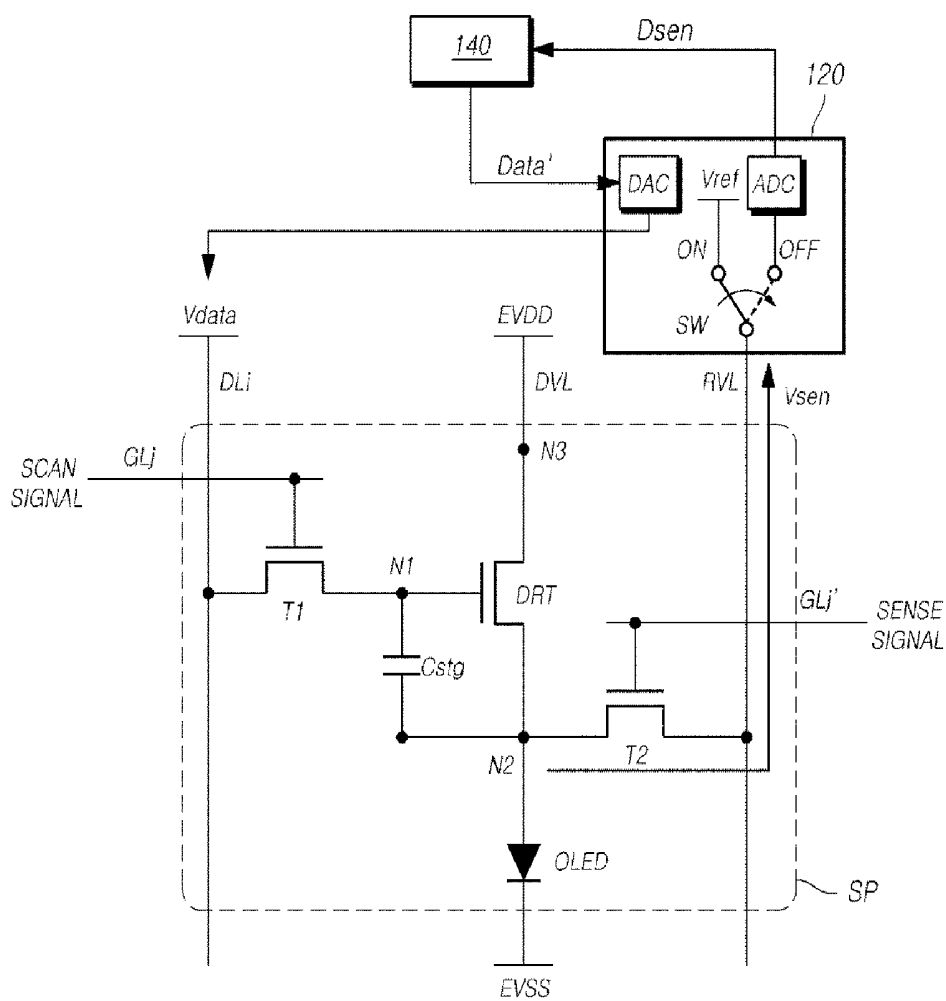 Dsen
140
120
Data'
DAC
Vref
ADC
ON
OFF
SW
Vdata
EVDD
DLi
DVL
RVL
Vsen
N3
GLj
SCAN
SIGNAL
N1
DRT
T1
GLj'
SENSE
SIGNAL
Cstg
N2
T2
OLED
SP
EVSS